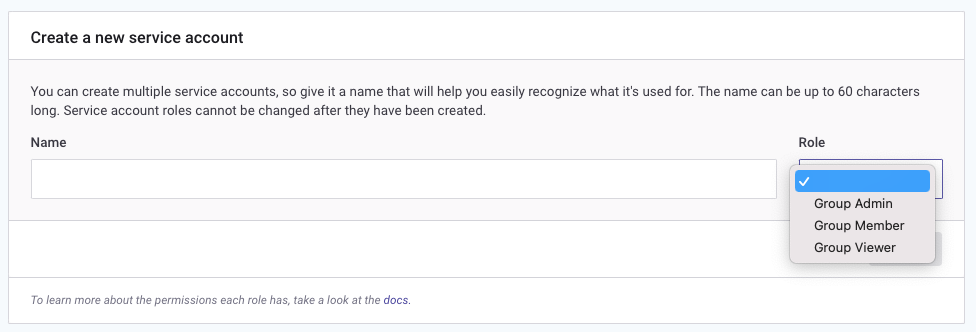 Create a new service account
You can create multiple service accounts, so give it a name that will help you easily recognize what it's used for. The name can be up to 60 characters
long. Service account roles cannot be changed after they have been created.
Name
Role
Group Admin
Group Member
Group Viewer
To learn more about the permissions each role has, take a look at the docs.